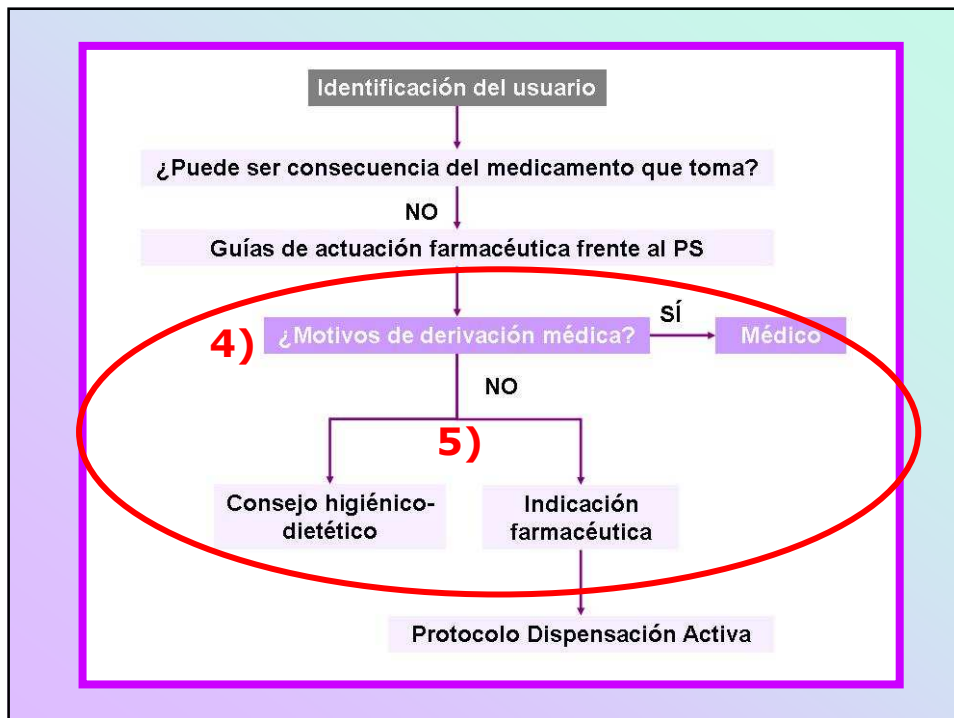 Identificación del usuario
¿Puede ser consecuencia del medicamento que toma?
NO
Guías de actuación farmacéutica frente al PS
4)
¿Motivos de derivación médica?
SÍ
Médico
NO
5)
Consejo higiénico-
dietético
Indicación
farmacéutica
Protocolo Dispensación Activa